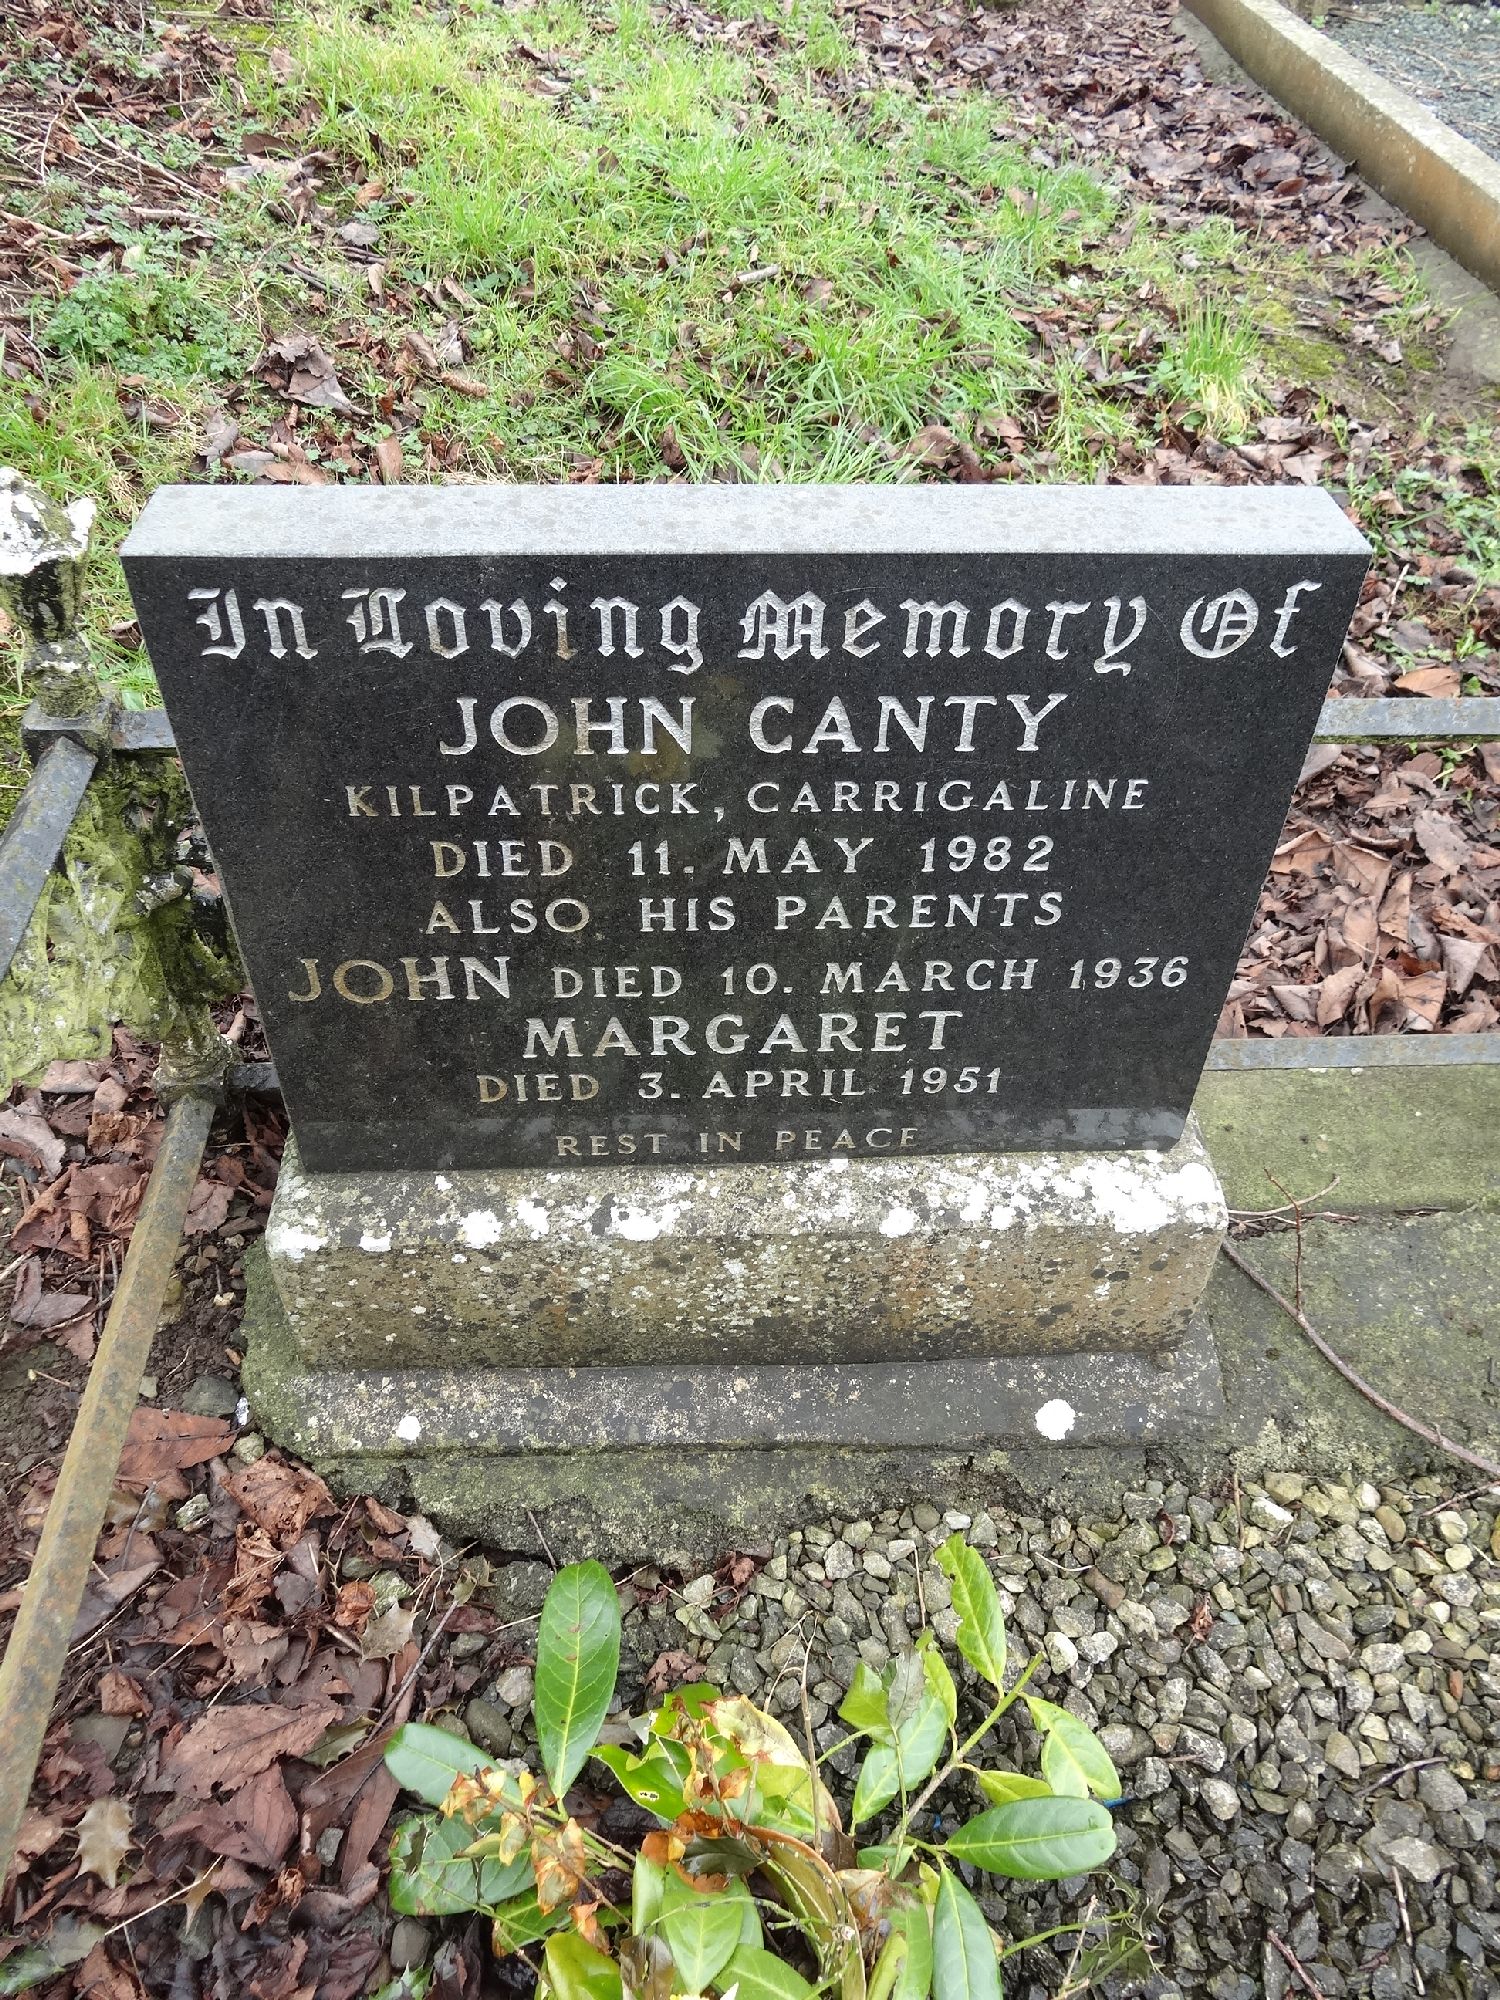 In Loving Memory Of
JOHN CANTY
KILPATRICK, CARRIGALINE
DIED 11. MAY 1982
ALSO HIS PARENTS
JOHN DIED 10. MARCH 1936
MARGARET
DIED 3. APRIL 1951
REST IN PEACE